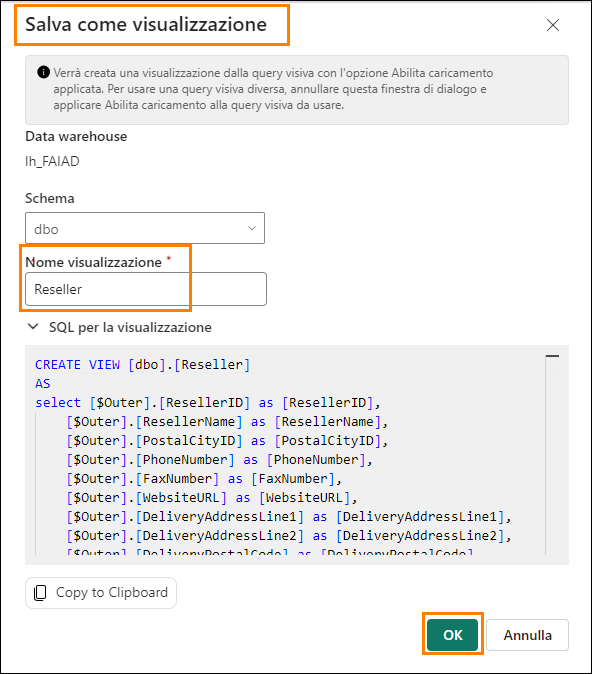 Salva come visualizzazione
Verrà creata una visualizzazione dalla query visiva con l'opzione Abilita caricamento
applicata. Per usare una query visiva diversa, annullare questa finestra di dialogo e
applicare Abilita caricamento alla query visiva da usare.
Data warehouse
lh_FAIAD
Schema
dbo
Nome visualizzazione *
Reseller
SQL per la visualizzazione
CREATE VIEW [dbo].[Reseller]
AS
select [$Outer].[ResellerID] as [ResellerID],
[$Outer].[ResellerName] as [ResellerName],
[$Outer].[PostalCityID] as [PostalCityID],
[$Outer].[PhoneNumber] as [PhoneNumber],
[$Outer].[FaxNumber] as [FaxNumber],
[$Outer].[WebsiteURL] as [WebsiteURL],
[$Outer].[DeliveryAddressLine1] as [DeliveryAddressLine1],
[$Outer].[DeliveryAddressLine2] as [DeliveryAddressLine2],
[$Outer].[DeliveryPostalCode] as [DeliveryPostalCode]
Copy to Clipboard
OK
Annulla